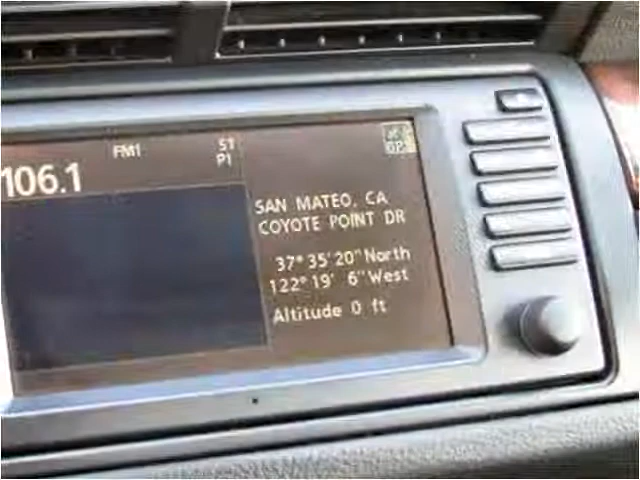 FM1 ST
P1
106.1
GPS
SAN MATEO, CA
COYOTE POINT DR
37° 35' 20" North
122° 19' 6" West
Altitude 0 ft